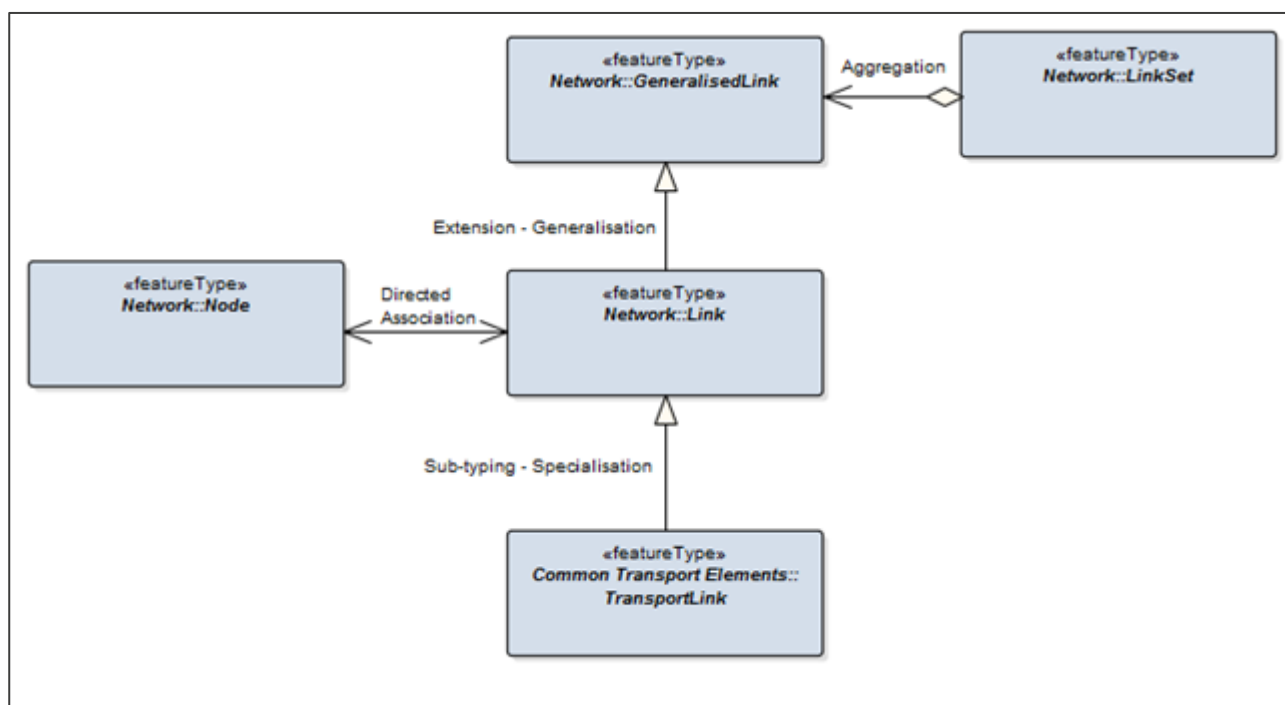 «featureType»
Network::GeneralisedLink
Aggregation
«featureType»
Network::LinkSet
Extension - Generalisation
«featureType»
Network::Node
Directed
Association
«featureType»
Network::Link
Sub-typing - Specialisation
«featureType»
Common Transport Elements::
TransportLink